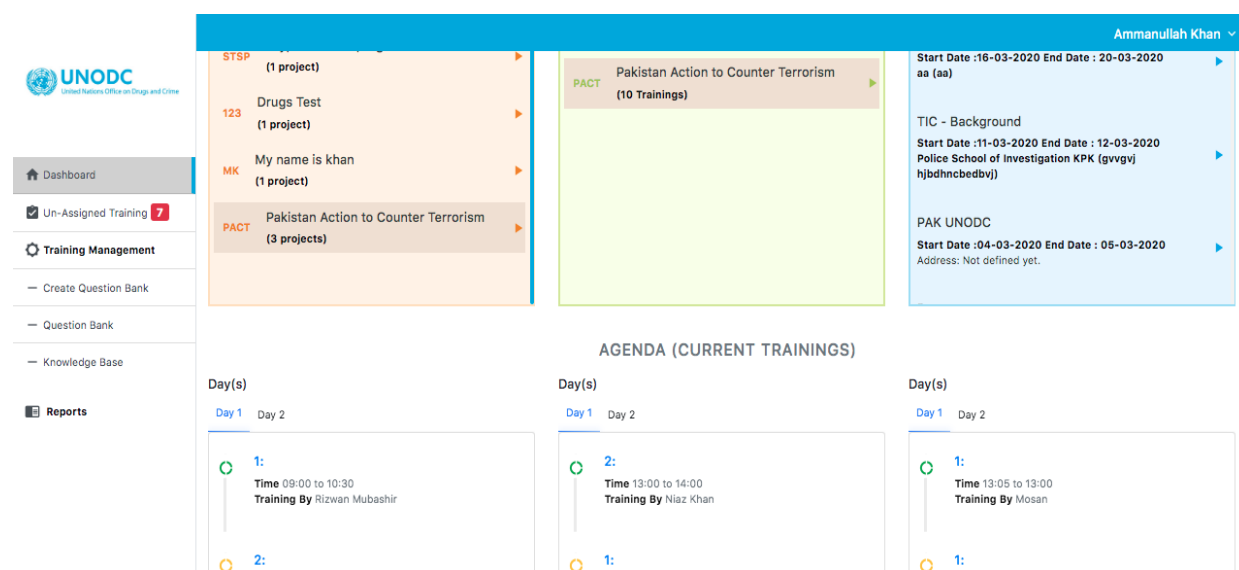 Ammanullah Khan
UNODC
United Nations Office on Drugs and Crime
Dashboard
Un-Assigned Training 7
Training Management
Create Question Bank
Question Bank
Knowledge Base
Reports
STSP
(1 project)
123
Drugs Test
(1 project)
MK
My name is khan
(1 project)
PACT
Pakistan Action to Counter Terrorism
(3 projects)
PACT
Pakistan Action to Counter Terrorism
(10 Trainings)
Start Date :16-03-2020 End Date : 20-03-2020
aa (aa)
TIC - Background
Start Date :11-03-2020 End Date : 12-03-2020
Police School of Investigation KPK (gvvgvj
hjbdhncbedbvj)
PAK UNODC
Start Date :04-03-2020 End Date : 05-03-2020
Address: Not defined yet.
AGENDA (CURRENT TRAININGS)
Day(s)
Day 1 Day 2
1:
Time 09:00 to 10:30
Training By Rizwan Mubashir
2:
Day(s)
Day 1 Day 2
2:
Time 13:00 to 14:00
Training By Niaz Khan
1:
Day(s)
Day 1 Day 2
1:
Time 13:05 to 13:00
Training By Mosan
1: